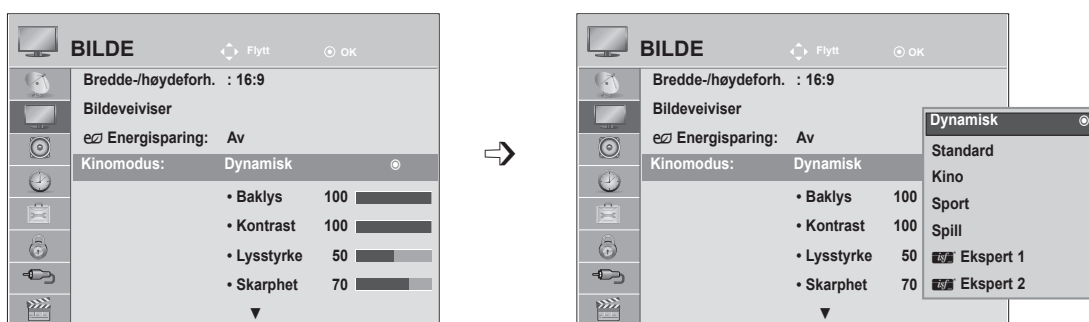 BILDE Flytt OK
Bredde-/høydeforh. : 16:9
Bildeveiviser
Energisparing: Av
Kinomodus: Dynamisk
• Baklys 100
• Kontrast 100
• Lysstyrke 50
• Skarphet 70
BILDE Flytt OK
Bredde-/høydeforh. : 16:9
Bildeveiviser
Energisparing: Av
Kinomodus: Dynamisk
• Baklys 100
• Kontrast 100
• Lysstyrke 50
• Skarphet 70
Dynamisk
Standard
Kino
Sport
Spill
isf Ekspert 1
isf Ekspert 2